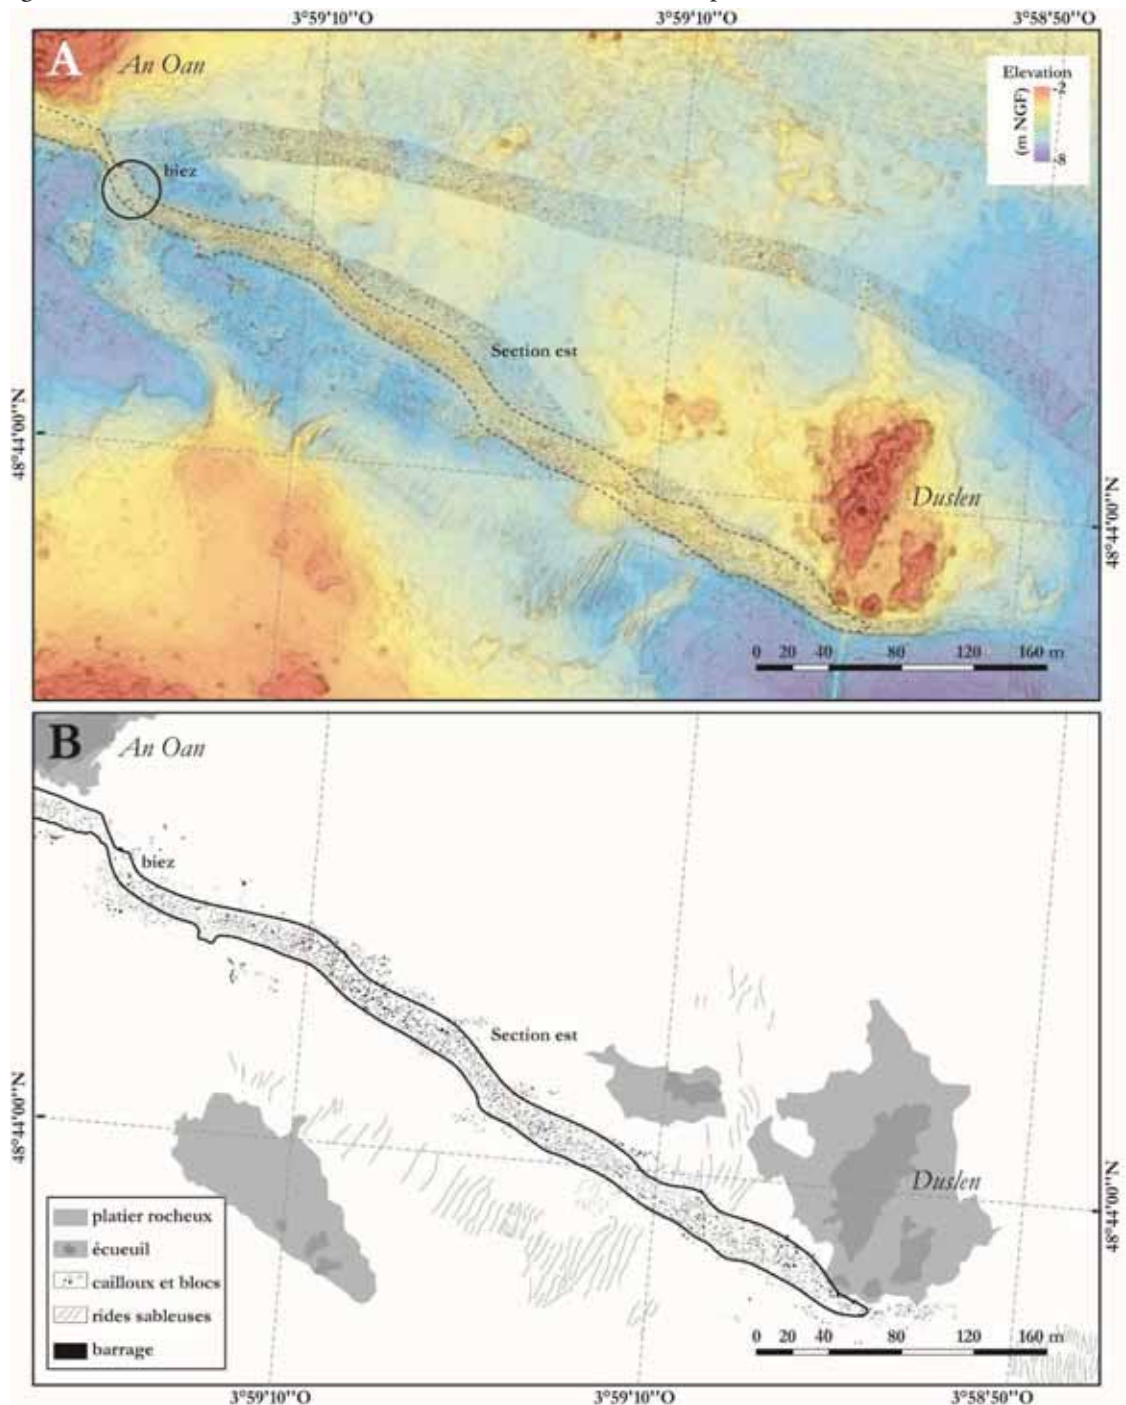 3°59'10''O 3°59'10''O 3°58'50''O
A An Oan
Elevation
(m NGF)
-2
-8
biez
Section est
48°44'00''N
Duslen
48°44'00''N
0 20 40 80 120 160 m
B An Oan
biez
Section est
48°44'00''N
Duslen
48°44'00''N
platier rocheux
écueuil
cailloux et blocs
rides sableuses
barrage
0 20 40 80 120 160 m
3°59'10''O 3°59'10''O 3°58'50''O